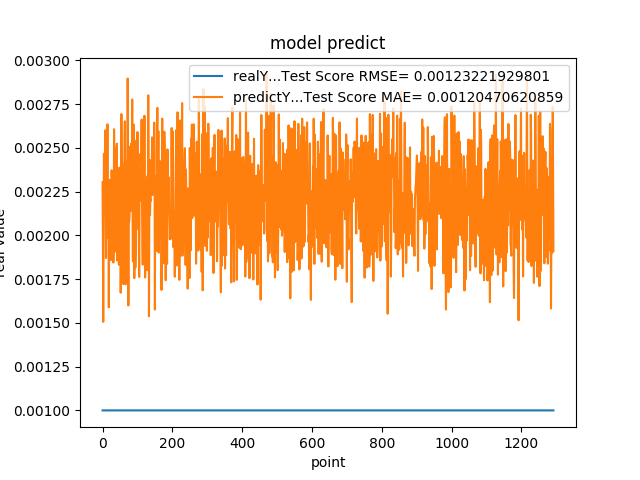 model predict
realY...Test Score RMSE= 0.00123221929801
predictY...Test Score MAE= 0.00120470620859
0.00300
0.00275
0.00250
0.00225
0.00200
0.00175
0.00150
0.00125
0.00100
real value
0 200 400 600 800 1000 1200
point